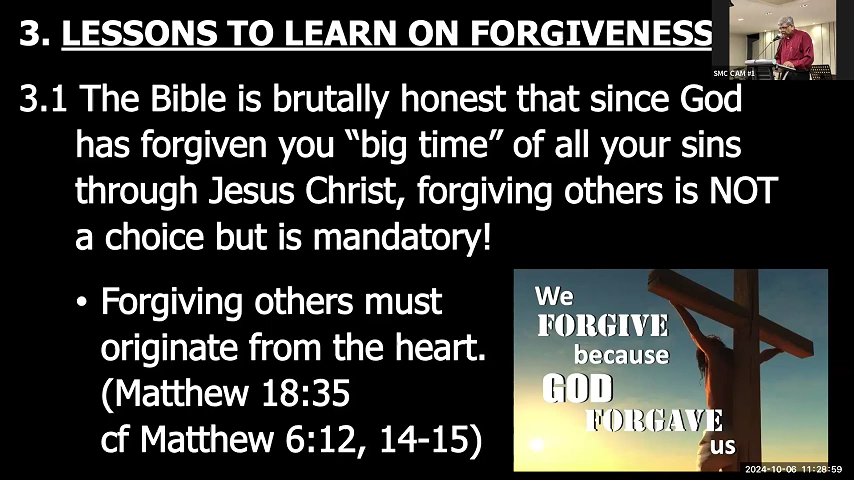 3. LESSONS TO LEARN ON FORGIVENESS
SMC CAM #1
3.1 The Bible is brutally honest that since God
has forgiven you “big time” of all your sins
through Jesus Christ, forgiving others is NOT
a choice but is mandatory!
• Forgiving others must
originate from the heart.
(Matthew 18:35
cf Matthew 6:12, 14-15)
We
FORGIVE
because
GOD
FORGAVE
us
2024-10-06 11:28:59